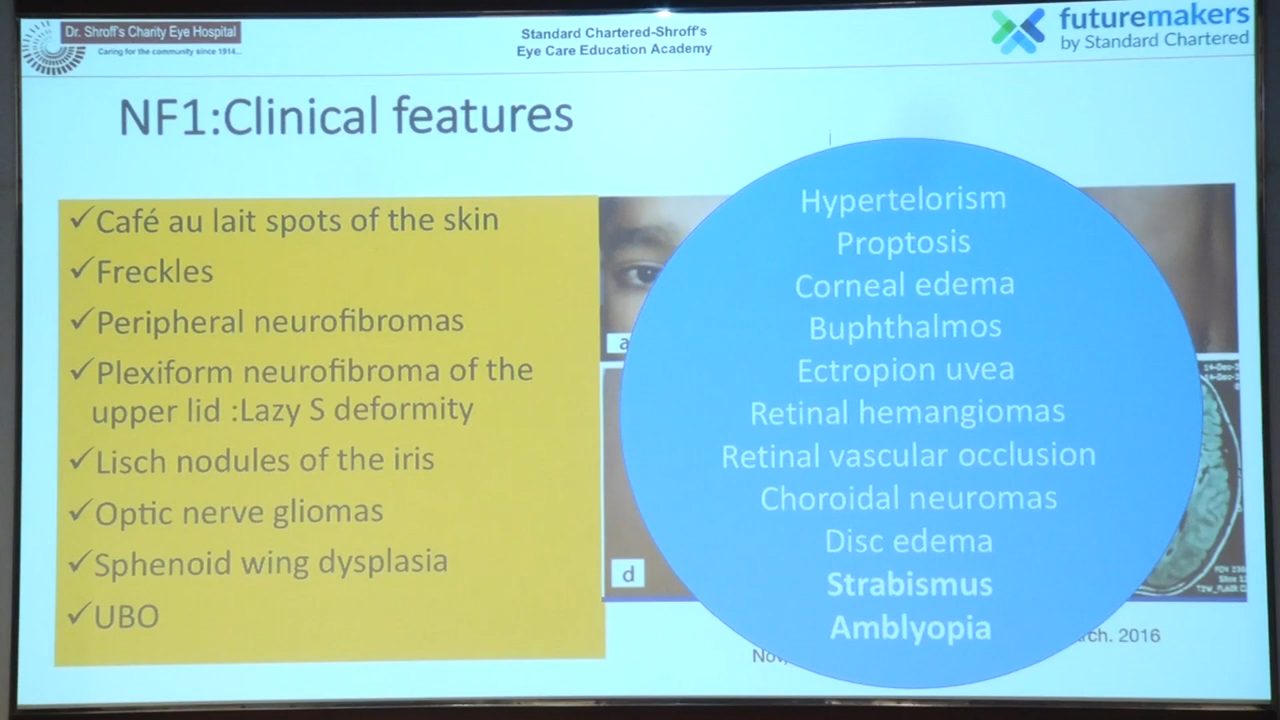 Dr. Shroff's Charity Eye Hospital
Caring for the community since 1914...
Standard Chartered-Shroff's
Eye Care Education Academy
futuremakers
by Standard Chartered
NF1:Clinical features
✓Café au lait spots of the skin
✓Freckles
✓Peripheral neurofibromas
✓Plexiform neurofibroma of the
upper lid :Lazy S deformity
✓Lisch nodules of the iris
✓Optic nerve gliomas
✓Sphenoid wing dysplasia
✓UBO
Hypertelorism
Proptosis
Corneal edema
Buphthalmos
Ectropion uvea
Retinal hemangiomas
Retinal vascular occlusion
Choroidal neuromas
Disc edema
Strabismus
Amblyopia
a
d
2016